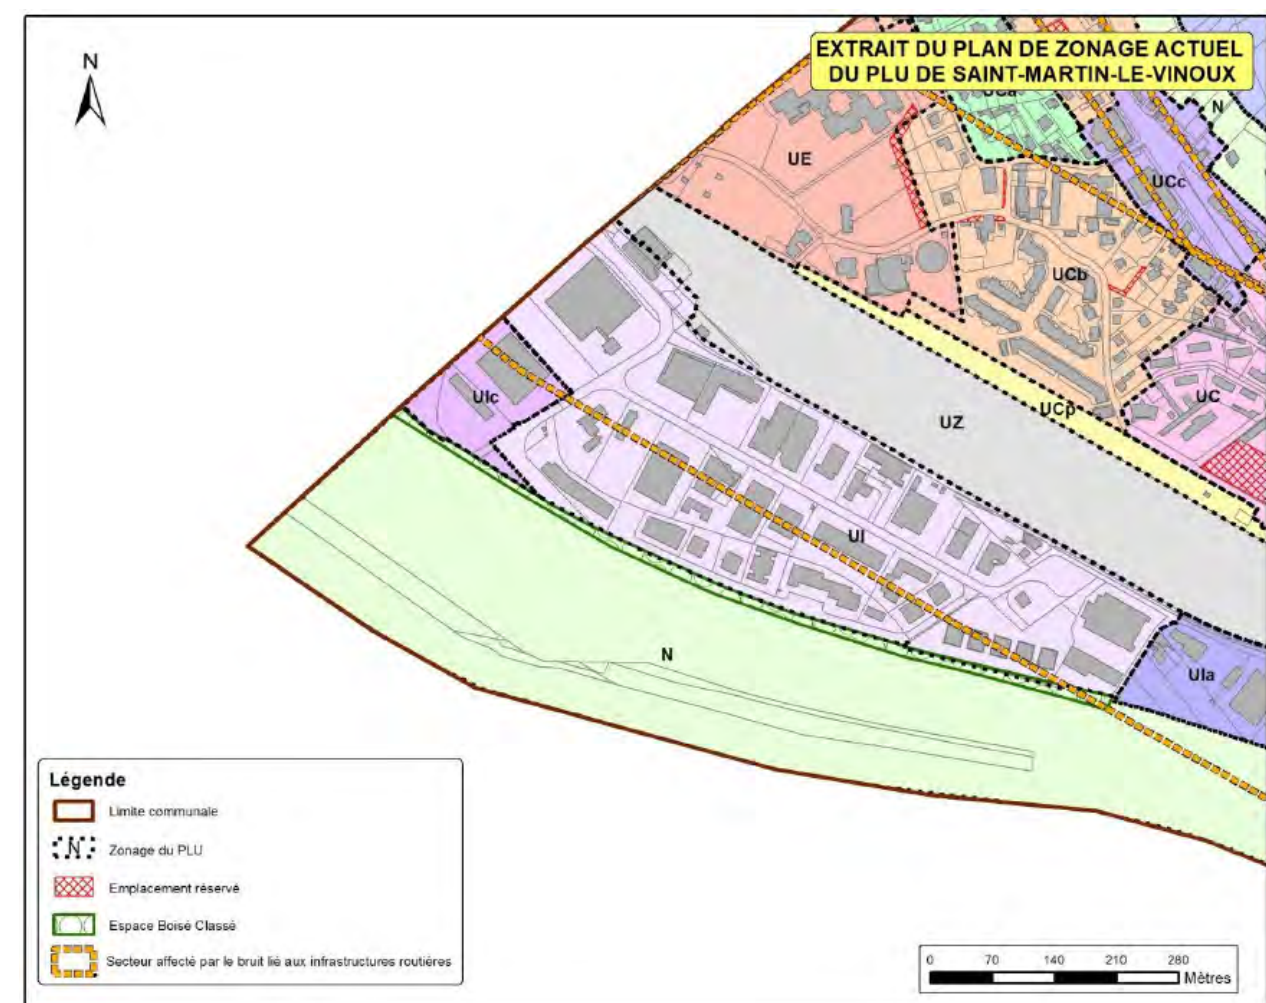 EXTRAIT DU PLAN DE ZONAGE ACTUEL
DU PLU DE SAINT-MARTIN-LE-VINOUX
N
UCa
N
UE
UCc
UCb
UIc
UC
UCp
UZ
UI
N
UIa
Légende
Limite communale
N Zonage du PLU
Emplacement réservé
Espace Boisé Classé
Secteur affecté par le bruit lié aux infrastructures routières
0 70 140 210 280
Mètres